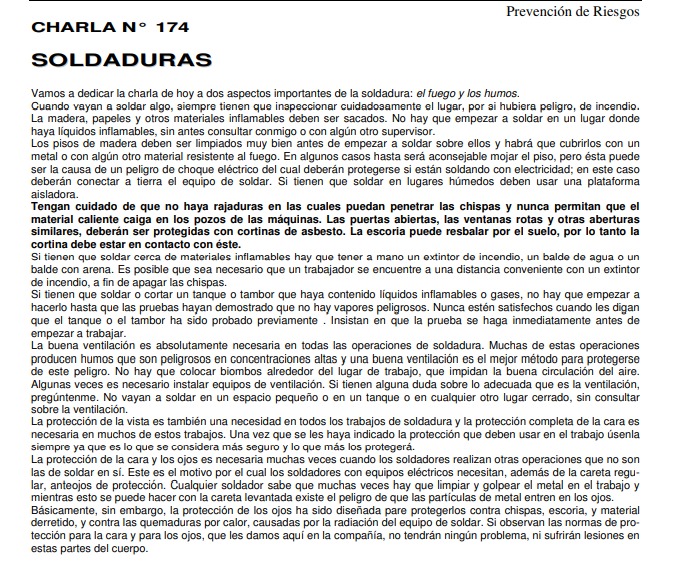 Prevención de Riesgos
CHARLA N° 174
SOLDADURAS
Vamos a dedicar la charla de hoy a dos aspectos importantes de la soldadura: el fuego y los humos.
Cuando vayan a soldar algo, siempre tienen que inspeccionar cuidadosamente el lugar, por si hubiera peligro, de incendio.
La madera, papeles y otros materiales inflamables deben ser sacados. No hay que empezar a soldar en un lugar donde
haya líquidos inflamables, sin antes consultar conmigo o con algún otro supervisor.
Los pisos de madera deben ser limpiados muy bien antes de empezar a soldar sobre ellos y habrá que cubrirlos con un
metal o con algún otro material resistente al fuego. En algunos casos hasta será aconsejable mojar el piso, pero ésta puede
ser la causa de un peligro de choque eléctrico del cual deberán protegerse si están soldando con electricidad; en este caso
deberán conectar a tierra el equipo de soldar. Si tienen que soldar en lugares húmedos deben usar una plataforma
aisladora.
Tengan cuidado de que no haya rajaduras en las cuales puedan penetrar las chispas y nunca permitan que el
material caliente caiga en los pozos de las máquinas. Las puertas abiertas, las ventanas rotas y otras aberturas
similares, deberán ser protegidas con cortinas de asbesto. La escoria puede resbalar por el suelo, por lo tanto la
cortina debe estar en contacto con éste.
Si tienen que soldar cerca de materiales inflamables hay que tener a mano un extintor de incendio, un balde de agua o un
balde con arena. Es posible que sea necesario que un trabajador se encuentre a una distancia conveniente con un extintor
de incendio, a fin de apagar las chispas.
Si tienen que soldar o cortar un tanque o tambor que haya contenido líquidos inflamables o gases, no hay que empezar a
hacerlo hasta que las pruebas hayan demostrado que no hay vapores peligrosos. Nunca estén satisfechos cuando les digan
que el tanque o el tambor ha sido probado previamente . Insistan en que la prueba se haga inmediatamente antes de
empezar a trabajar.
La buena ventilación es absolutamente necesaria en todas las operaciones de soldadura. Muchas de estas operaciones
producen humos que son peligrosos en concentraciones altas y una buena ventilación es el mejor método para protegerse
de este peligro. No hay que colocar biombos alrededor del lugar de trabajo, que impidan la buena circulación del aire.
Algunas veces es necesario instalar equipos de ventilación. Si tienen alguna duda sobre lo adecuada que es la ventilación,
pregúntenme. No vayan a soldar en un espacio pequeño o en un tanque o en cualquier otro lugar cerrado, sin consultar
sobre la ventilación.
La protección de la vista es también una necesidad en todos los trabajos de soldadura y la protección completa de la cara es
necesaria en muchos de estos trabajos. Una vez que se les haya indicado la protección que deben usar en el trabajo úsenla
siempre ya que es lo que se considera más seguro y lo que más los protegerá.
La protección de la cara y los ojos es necesaria muchas veces cuando los soldadores realizan otras operaciones que no son
las de soldar en sí. Este es el motivo por el cual los soldadores con equipos eléctricos necesitan, además de la careta regu-
lar, anteojos de protección. Cualquier soldador sabe que muchas veces hay que limpiar y golpear el metal en el trabajo y
mientras esto se puede hacer con la careta levantada existe el peligro de que las partículas de metal entren en los ojos.
Básicamente, sin embargo, la protección de los ojos ha sido diseñada pare protegerlos contra chispas, escoria, y material
derretido, y contra las quemaduras por calor, causadas por la radiación del equipo de soldar. Si observan las normas de pro-
tección para la cara y para los ojos, que les damos aquí en la compañía, no tendrán ningún problema, ni sufrirán lesiones en
estas partes del cuerpo.